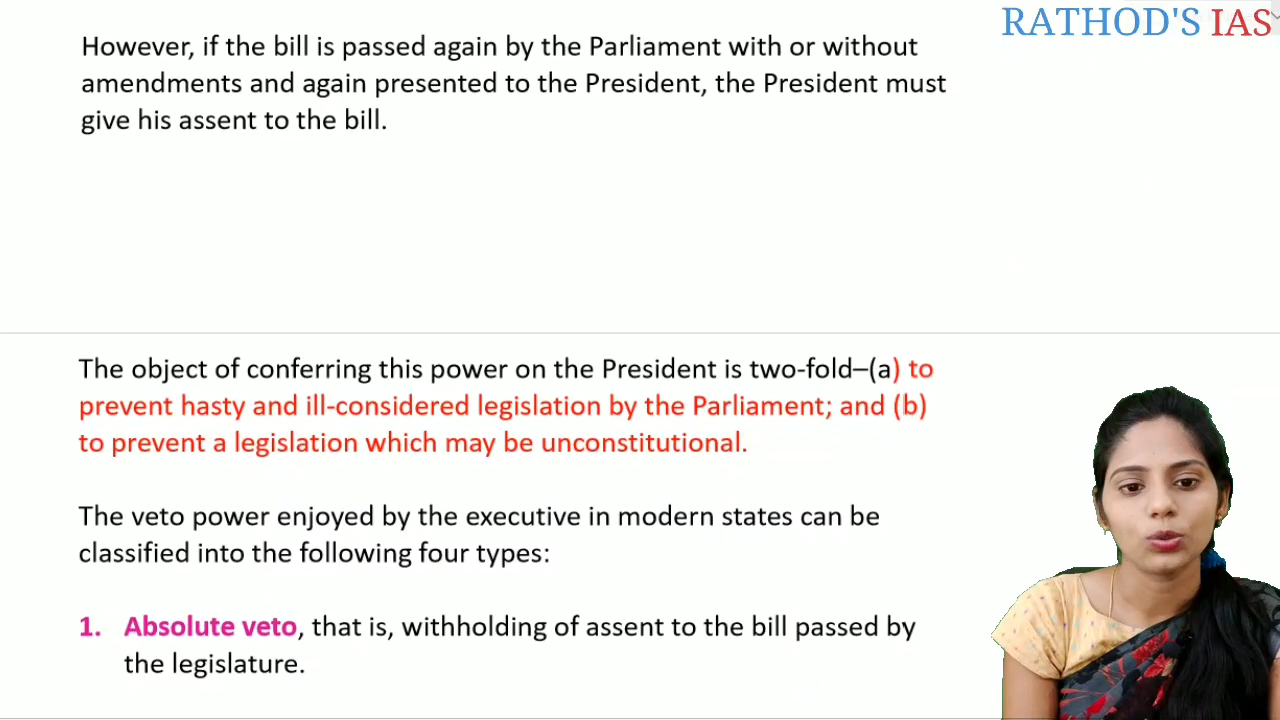 RATHOD'S IAS
However, if the bill is passed again by the Parliament with or without
amendments and again presented to the President, the President must
give his assent to the bill.
The object of conferring this power on the President is two-fold–(a) to
prevent hasty and ill-considered legislation by the Parliament; and (b)
to prevent a legislation which may be unconstitutional.
The veto power enjoyed by the executive in modern states can be
classified into the following four types:
1. Absolute veto, that is, withholding of assent to the bill passed by
the legislature.